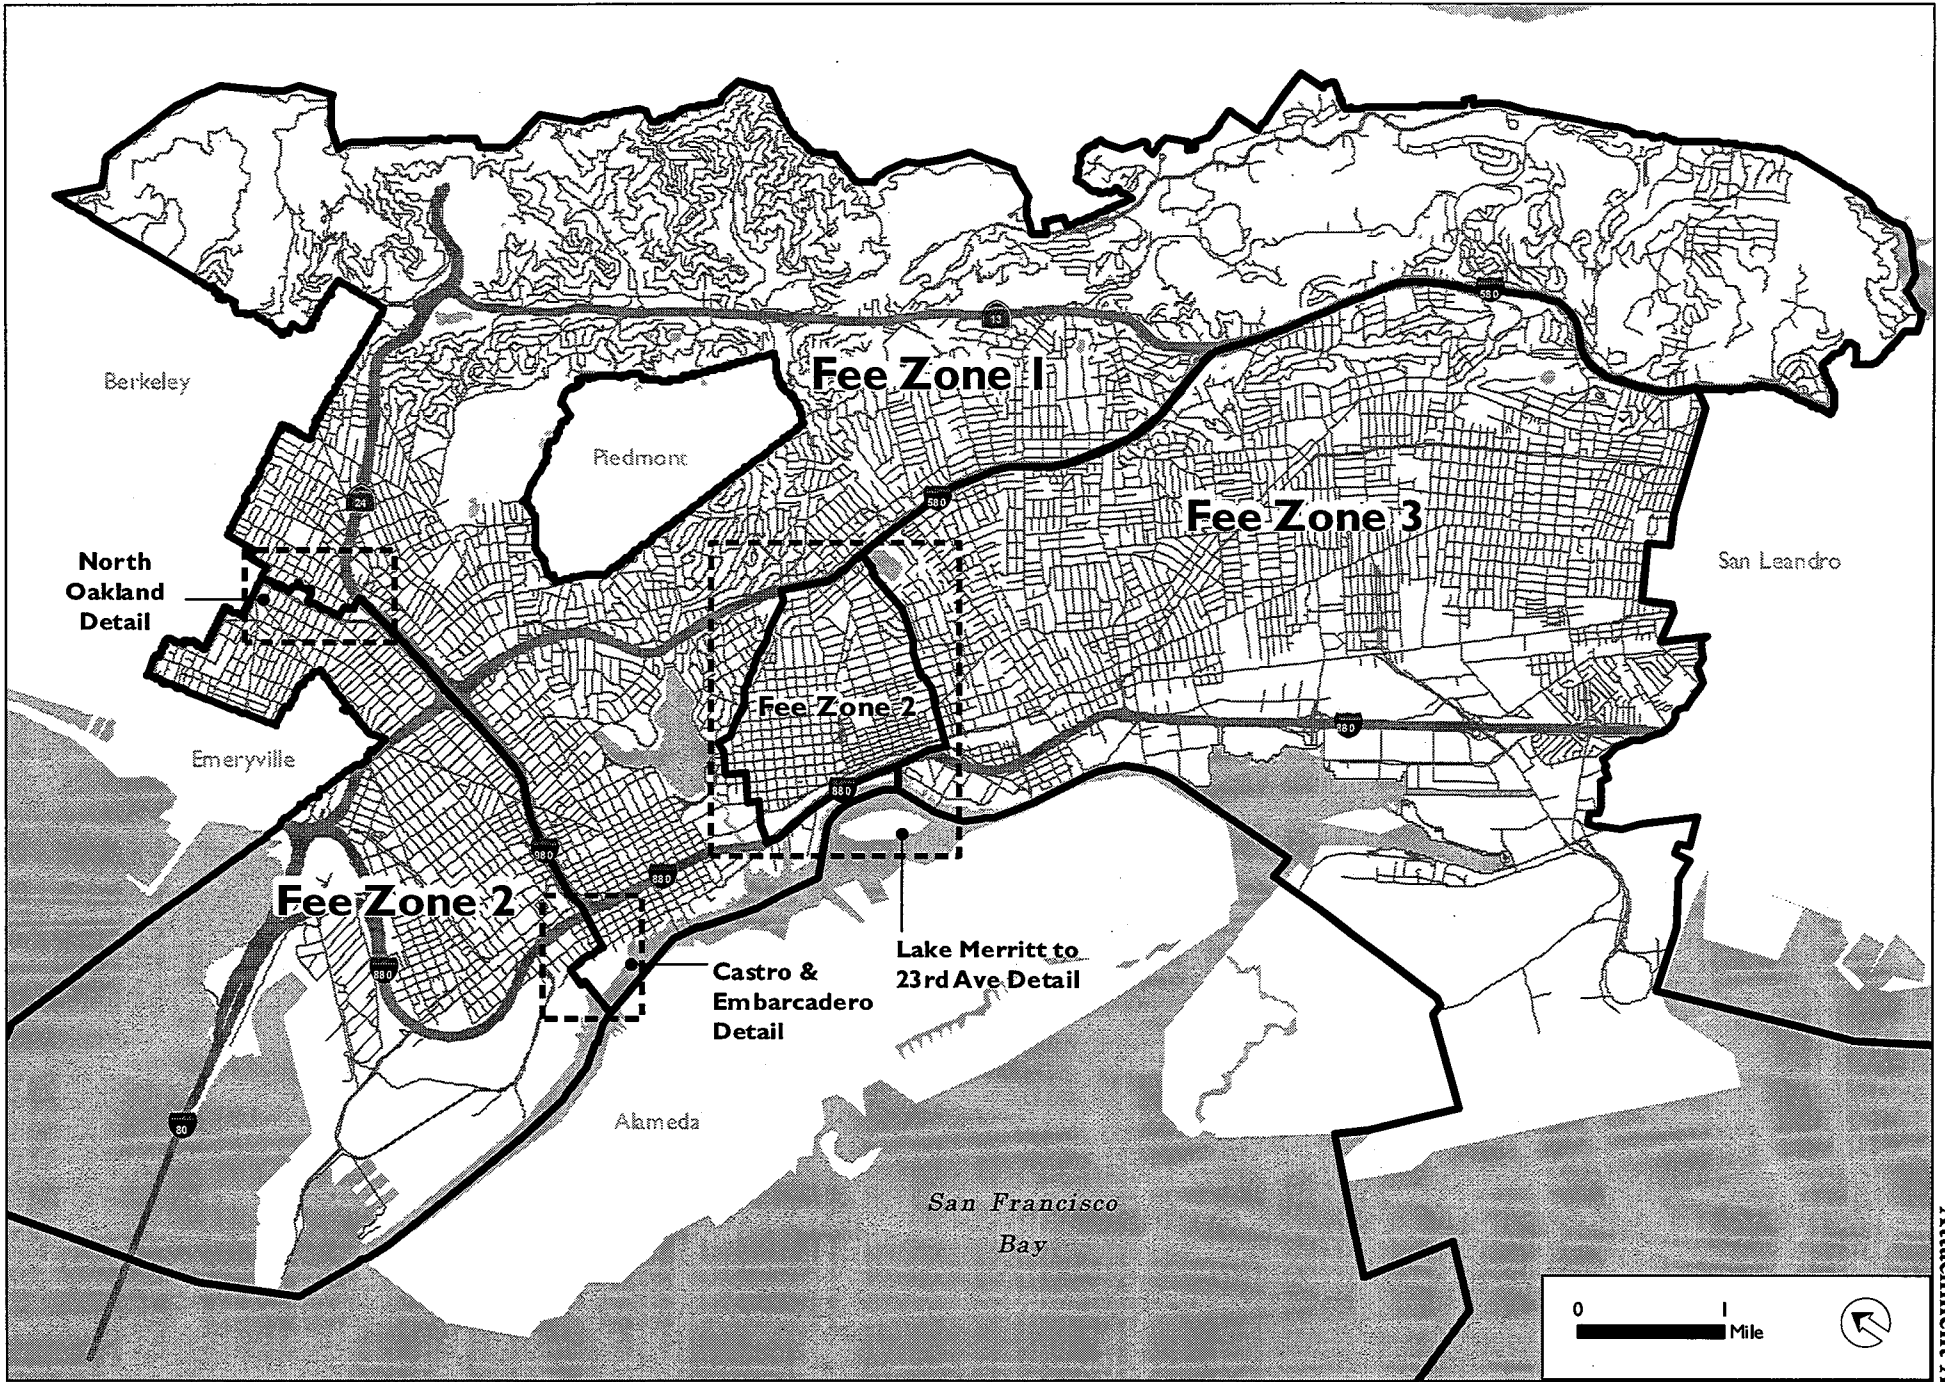 580
13
Fee Zone 1
Berkeley
Piedmont
24
580
Fee Zone 3
North
Oakland
Detail
San Leandro
Fee Zone 2
880
Emeryville
880
980
880
Fee Zone 2
880
Lake Merritt to
23rd Ave Detail
Castro &
Embarcadero
Detail
80
Alameda
San Francisco
Bay
0
1
Mile